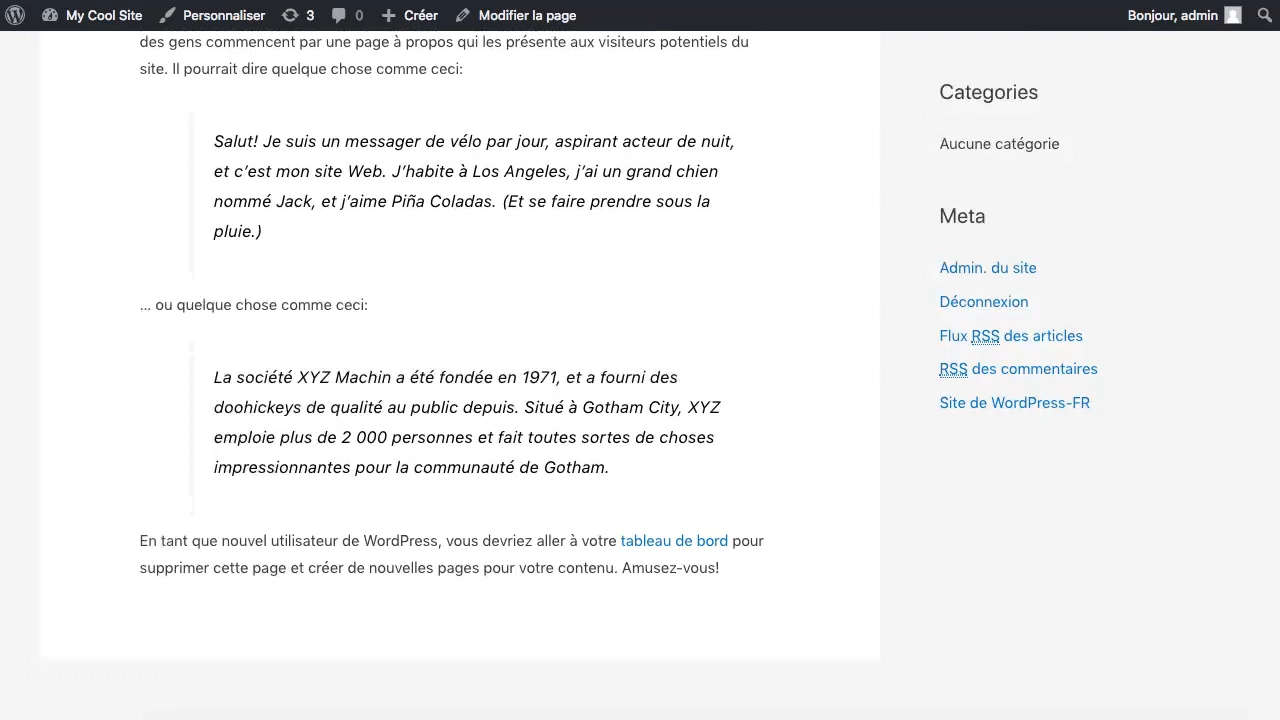 My Cool Site Personnaliser 3 0 Créer Modifier la page Bonjour, admin
des gens commencent par une page à propos qui les présente aux visiteurs potentiels du
site. Il pourrait dire quelque chose comme ceci:
Salut! Je suis un messager de vélo par jour, aspirant acteur de nuit,
et c’est mon site Web. J’habite à Los Angeles, j’ai un grand chien
nommé Jack, et j’aime Piña Coladas. (Et se faire prendre sous la
pluie.)
... ou quelque chose comme ceci:
La société XYZ Machin a été fondée en 1971, et a fourni des
doohickeys de qualité au public depuis. Situé à Gotham City, XYZ
emploie plus de 2 000 personnes et fait toutes sortes de choses
impressionnantes pour la communauté de Gotham.
En tant que nouvel utilisateur de WordPress, vous devriez aller à votre tableau de bord pour
supprimer cette page et créer de nouvelles pages pour votre contenu. Amusez-vous!
Categories
Aucune catégorie
Meta
Admin. du site
Déconnexion
Flux RSS des articles
RSS des commentaires
Site de WordPress-FR